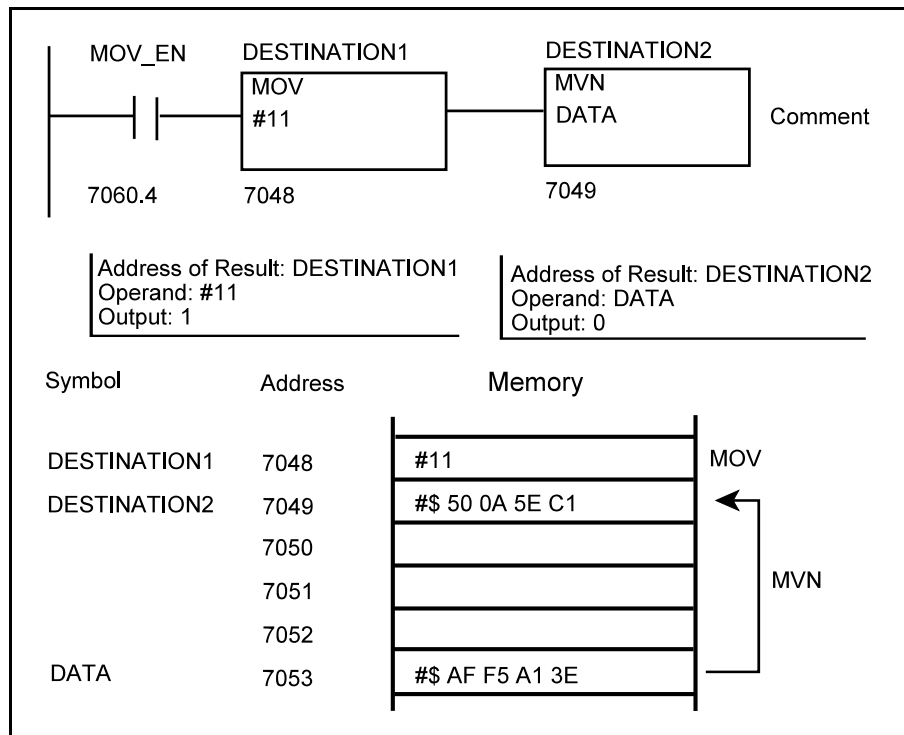 MOV_EN DESTINATION1 DESTINATION2
MOV MVN
#11 DATA Comment
7060.4 7048 7049
Address of Result: DESTINATION1
Operand: #11
Output: 1
Address of Result: DESTINATION2
Operand: DATA
Output: 0
Symbol Address Memory
DESTINATION1 7048 #11 MOV
DESTINATION2 7049 #$ 50 0A 5E C1
7050
7051 MVN
7052
DATA 7053 #$ AF F5 A1 3E